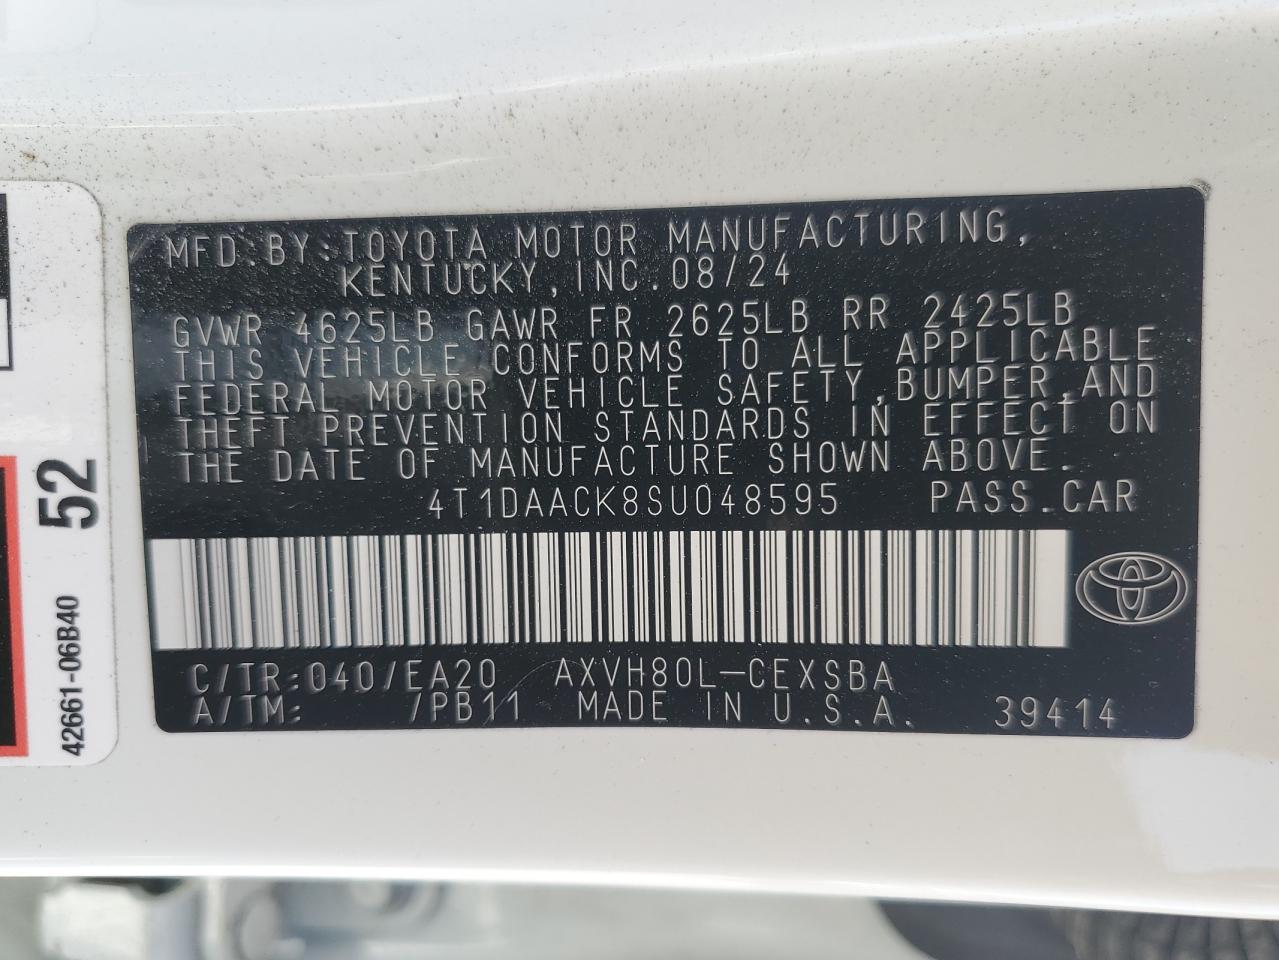 MFD.BY:TOYOTA MOTOR MANUFACTURING,
KENTUCKY,INC.08/24
GVWR 4625LB GAWR FR 2625LB RR 2425LB
THIS VEHICLE CONFORMS TO ALL APPLICABLE
FEDERAL MOTOR VEHICLE SAFETY,BUMPER,AND
THEFT PREVENTION STANDARDS IN EFFECT ON
THE DATE OF MANUFACTURE SHOWN ABOVE.
4T1DAACK8SU048595 PASS.CAR
C/TR:040/EA20 AXVH80L-CEXSBA
A/TM: /PB11 MADE IN U.S.A. 39414
52
42661-06B40